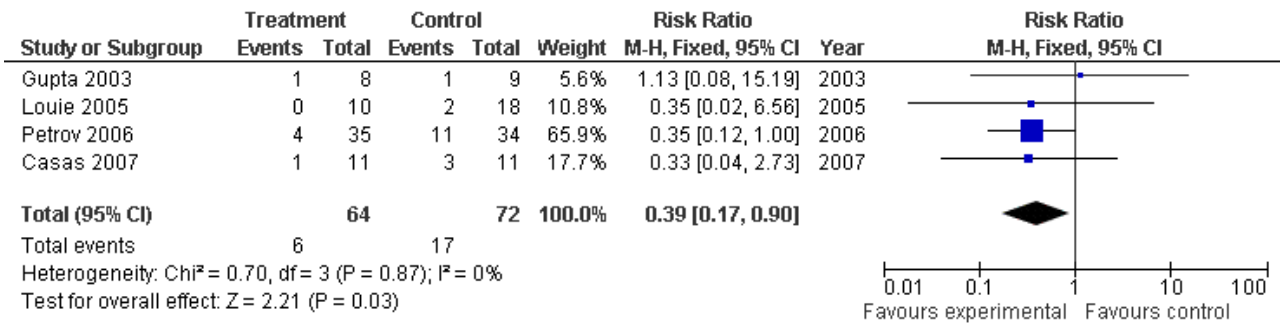 Treatment Control Risk Ratio Risk Ratio
Study or Subgroup Events Total Events Total Weight M-H, Fixed, 95% CI Year M-H, Fixed, 95% CI
Gupta 2003 1 8 1 9 5.6% 1.13 [0.08, 15.19] 2003
Louie 2005 0 10 2 18 10.8% 0.35 [0.02, 6.56] 2005
Petrov 2006 4 35 11 34 65.9% 0.35 [0.12, 1.00] 2006
Casas 2007 1 11 3 11 17.7% 0.33 [0.04, 2.73] 2007
Total (95% CI) 64 72 100.0% 0.39 [0.17, 0.90]
Total events 6 17
Heterogeneity: Chi² = 0.70, df = 3 (P = 0.87); I² = 0%
Test for overall effect: Z = 2.21 (P = 0.03)
0.01 0.1 1 10 100
Favours experimental Favours control